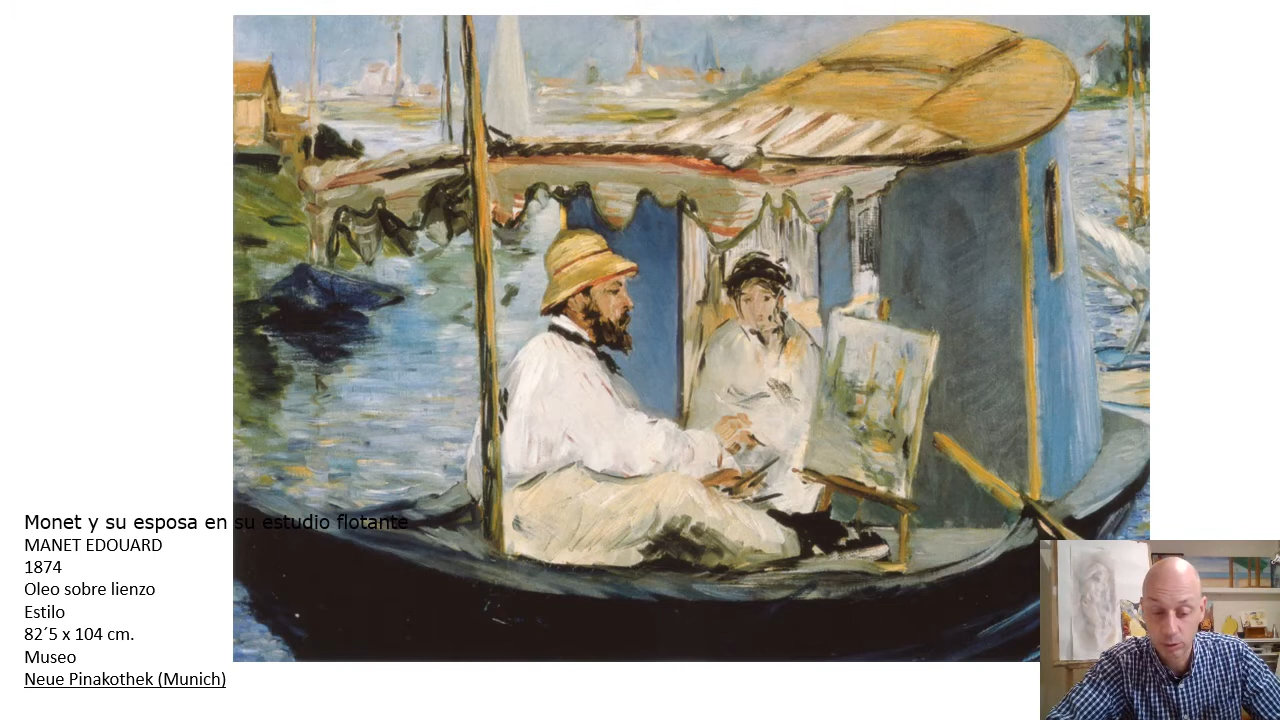 Monet y su esposa en su estudio flotante
MANET EDOUARD
1874
Oleo sobre lienzo
Estilo
82´5 x 104 cm.
Museo
Neue Pinakothek (Munich)